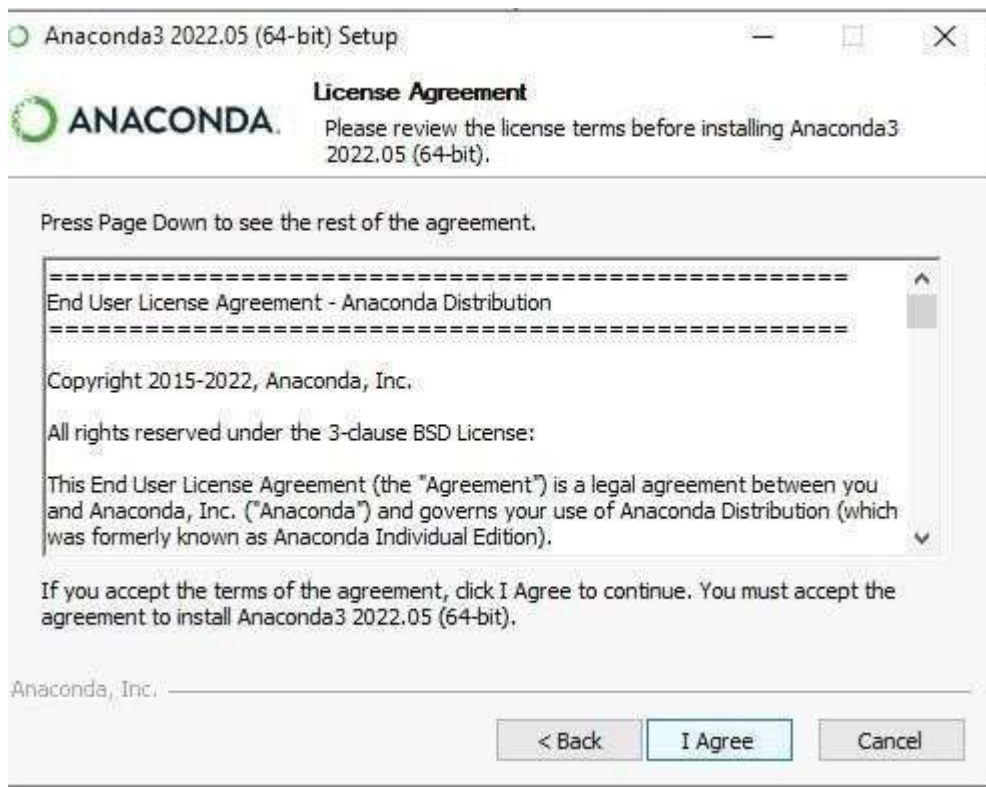 Anaconda3 2022.05 (64-bit) Setup
ANACONDA.
License Agreement
Please review the license terms before installing Anaconda3
2022.05 (64-bit).
Press Page Down to see the rest of the agreement.
==================================================
End User License Agreement - Anaconda Distribution
==================================================
Copyright 2015-2022, Anaconda, Inc.
All rights reserved under the 3-clause BSD License:
This End User License Agreement (the "Agreement") is a legal agreement between you
and Anaconda, Inc. ("Anaconda") and governs your use of Anaconda Distribution (which
was formerly known as Anaconda Individual Edition).
If you accept the terms of the agreement, click I Agree to continue. You must accept the
agreement to install Anaconda3 2022.05 (64-bit).
Anaconda, Inc.
< Back
I Agree
Cancel